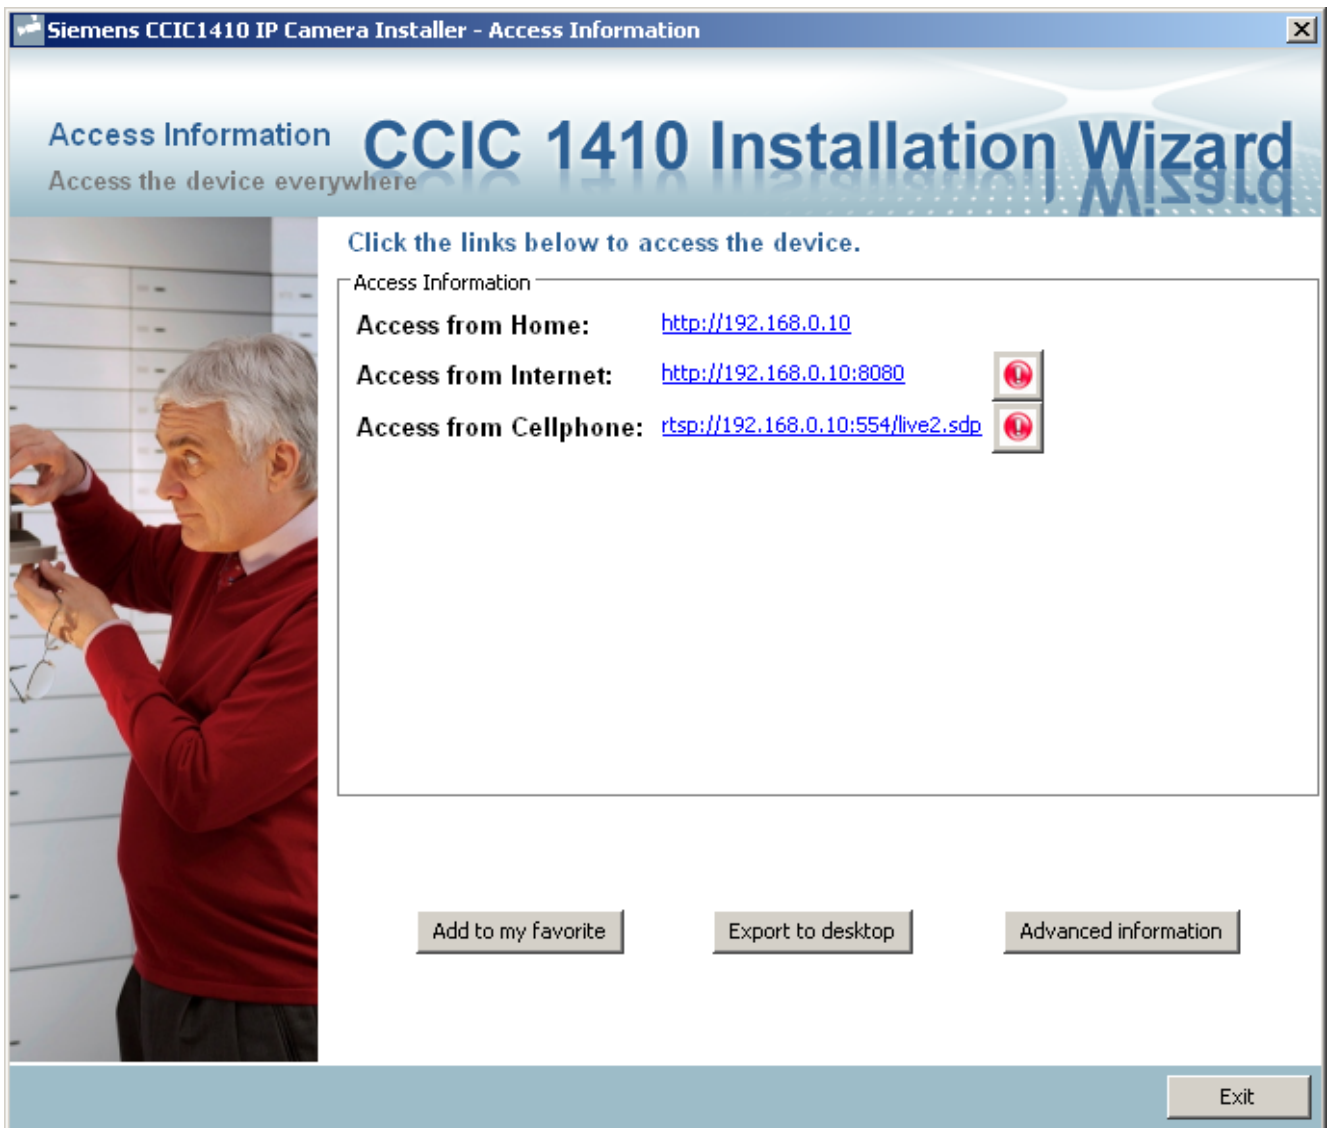 Siemens CCIC1410 IP Camera Installer - Access Information
Access Information
CCIC 1410 Installation Wizard
Access the device everywhere
Click the links below to access the device.
Access Information
Access from Home: http://192.168.0.10
Access from Internet: http://192.168.0.10:8080
Access from Cellphone: rtsp://192.168.0.10:554/live2.sdp
Add to my favorite Export to desktop Advanced information
Exit